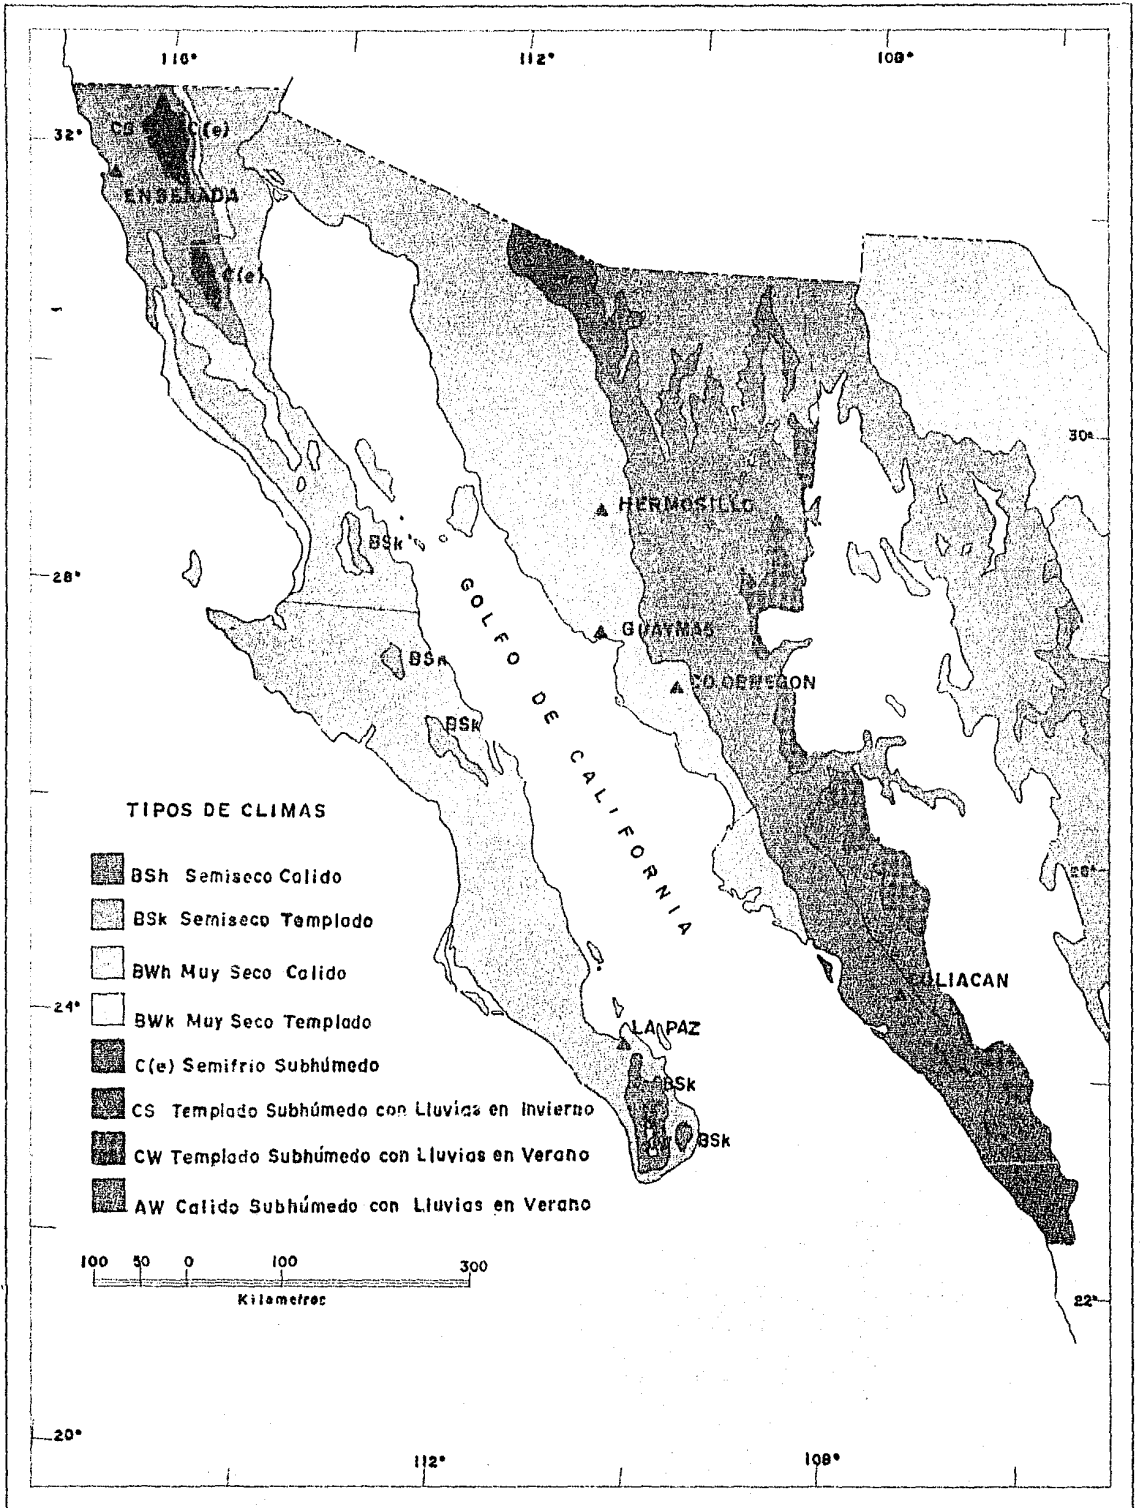 116° 112° 108°
32°
CS C(e)
ENSENADA
C(e)
30°
HERMOSILLO
BSk
28°
GUAYMAS
BSk
CD. OBREGON
GOLFO DE CALIFORNIA
BSk
TIPOS DE CLIMAS
BSh Semiseco Calido
BSk Semiseco Templado
BWh Muy Seco Calido
BWk Muy Seco Templado
C(e) Semifrio Subhúmedo
CS Templado Subhúmedo con Lluvias en Invierno
CW Templado Subhúmedo con Lluvias en Verano
AW Calido Subhúmedo con Lluvias en Verano
CULIACAN
24°
LA PAZ
BSk
BSk
100 50 0 100 300
Kilametros
22°
20°
112° 108°